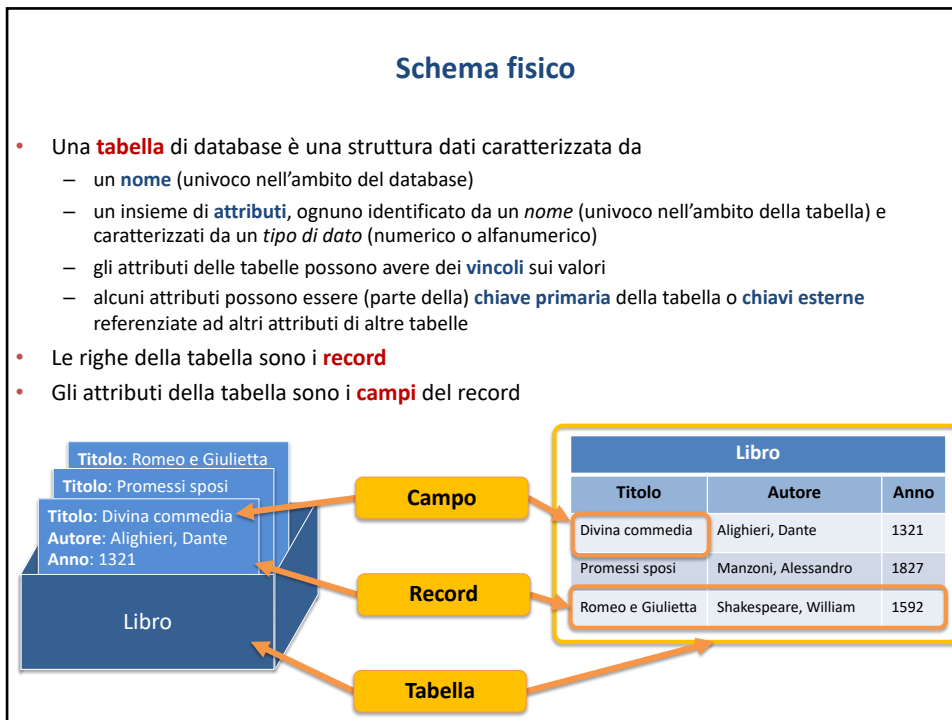 Schema fisico
• Una tabella di database è una struttura dati caratterizzata da
– un nome (univoco nell'ambito del database)
– un insieme di attributi, ognuno identificato da un nome (univoco nell'ambito della tabella) e
caratterizzati da un tipo di dato (numerico o alfanumerico)
– gli attributi delle tabelle possono avere dei vincoli sui valori
– alcuni attributi possono essere (parte della) chiave primaria della tabella o chiavi esterne
referenziate ad altri attributi di altre tabelle
• Le righe della tabella sono i record
• Gli attributi della tabella sono i campi del record
Titolo: Romeo e Giulietta
Titolo: Promessi sposi
Titolo: Divina commedia
Autore: Alighieri, Dante
Anno: 1321
Libro
Campo
Record
Tabella
Libro
Titolo Autore Anno
Divina commedia Alighieri, Dante 1321
Promessi sposi Manzoni, Alessandro 1827
Romeo e Giulietta Shakespeare, William 1592